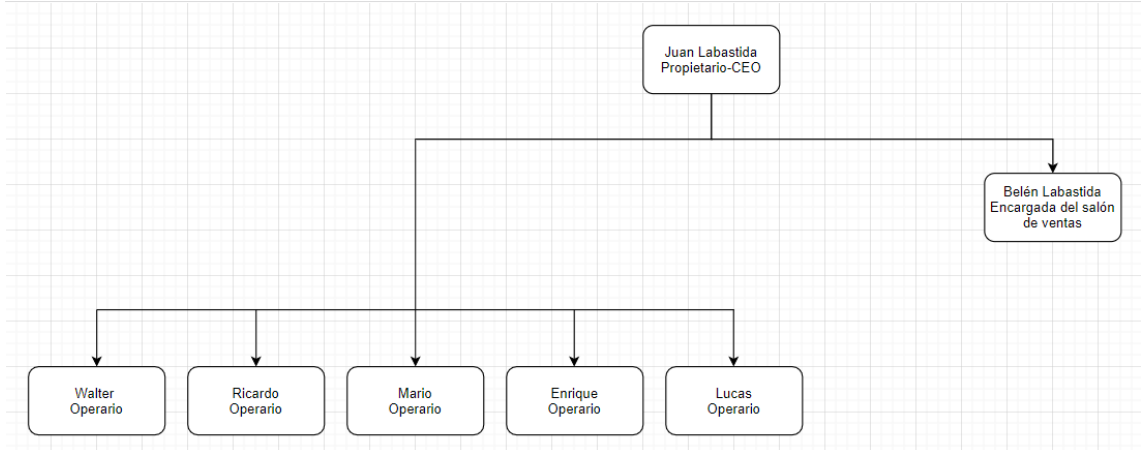 Juan Labastida
Propietario-CEO
Belén Labastida
Encargada del salón
de ventas
Walter
Operario
Ricardo
Operario
Mario
Operario
Enrique
Operario
Lucas
Operario